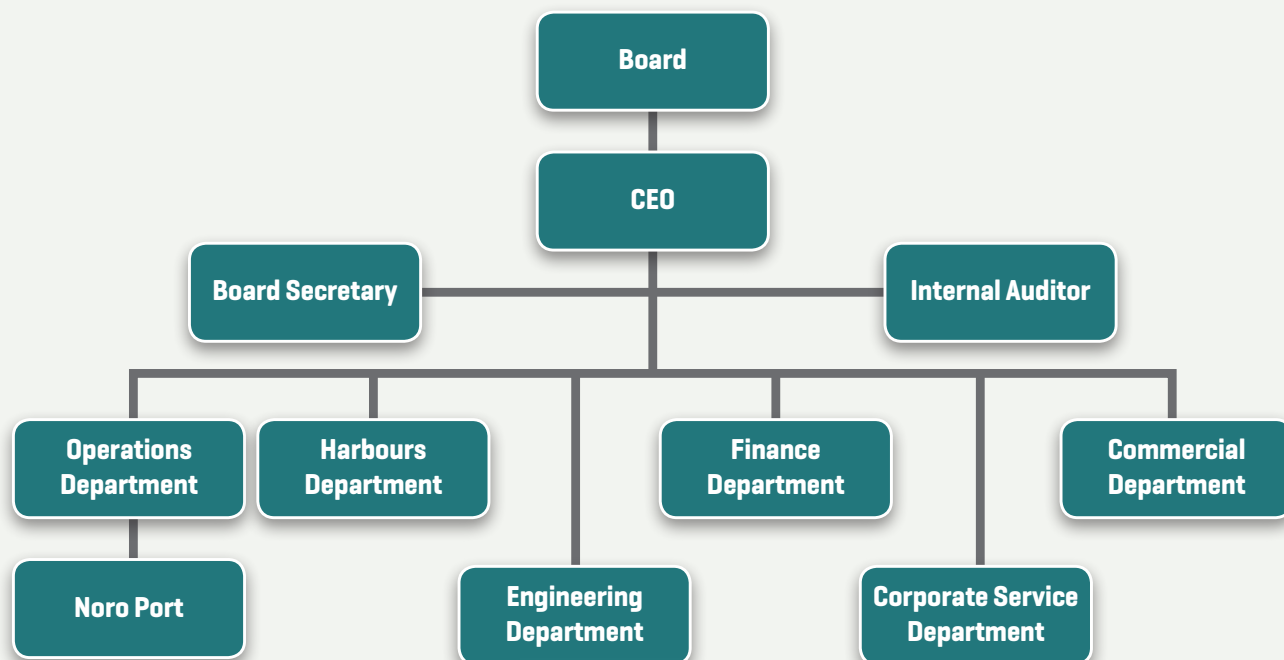 Board
CEO
Board Secretary
Internal Auditor
Operations
Department
Harbours
Department
Finance
Department
Commercial
Department
Noro Port
Engineering
Department
Corporate Service
Department